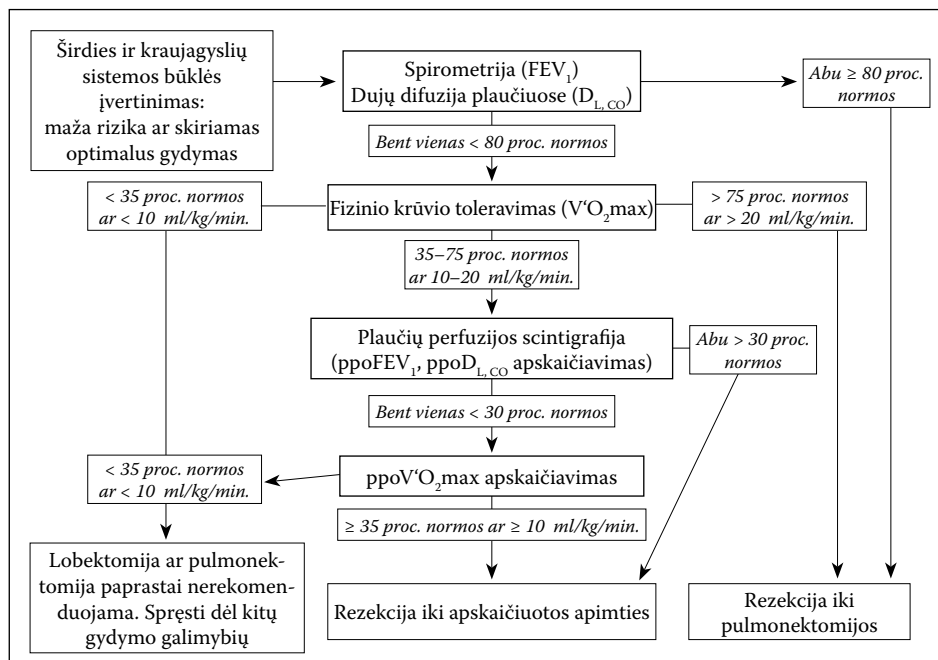 Širdies ir kraujagyslių
sistemos būklės
įvertinimas:
maža rizika ar skiriamas
optimalus gydymas
Spirometrija (FEV₁)
Dujų difuzija plaučiuose (D_L, CO)
Abu ≥ 80 proc.
normos
Bent vienas < 80 proc. normos
< 35 proc. normos
ar < 10 ml/kg/min.
Fizinio krūvio toleravimas (V‘O₂max)
> 75 proc. normos
ar > 20 ml/kg/min.
35–75 proc. normos
ar 10–20 ml/kg/min.
Plaučių perfuzijos scintigrafija
(ppoFEV₁, ppoD_L, CO apskaičiavimas)
Abu > 30 proc.
normos
Bent vienas < 30 proc. normos
< 35 proc. normos
ar < 10 ml/kg/min.
ppoV‘O₂max apskaičiavimas
≥ 35 proc. normos ar ≥ 10 ml/kg/min.
Lobektomija ar pulmonek-
tomija paprastai nerekomen-
duojama. Spręsti dėl kitų
gydymo galimybių
Rezekcija iki apskaičiuotos apimties
Rezekcija iki
pulmonektomijos